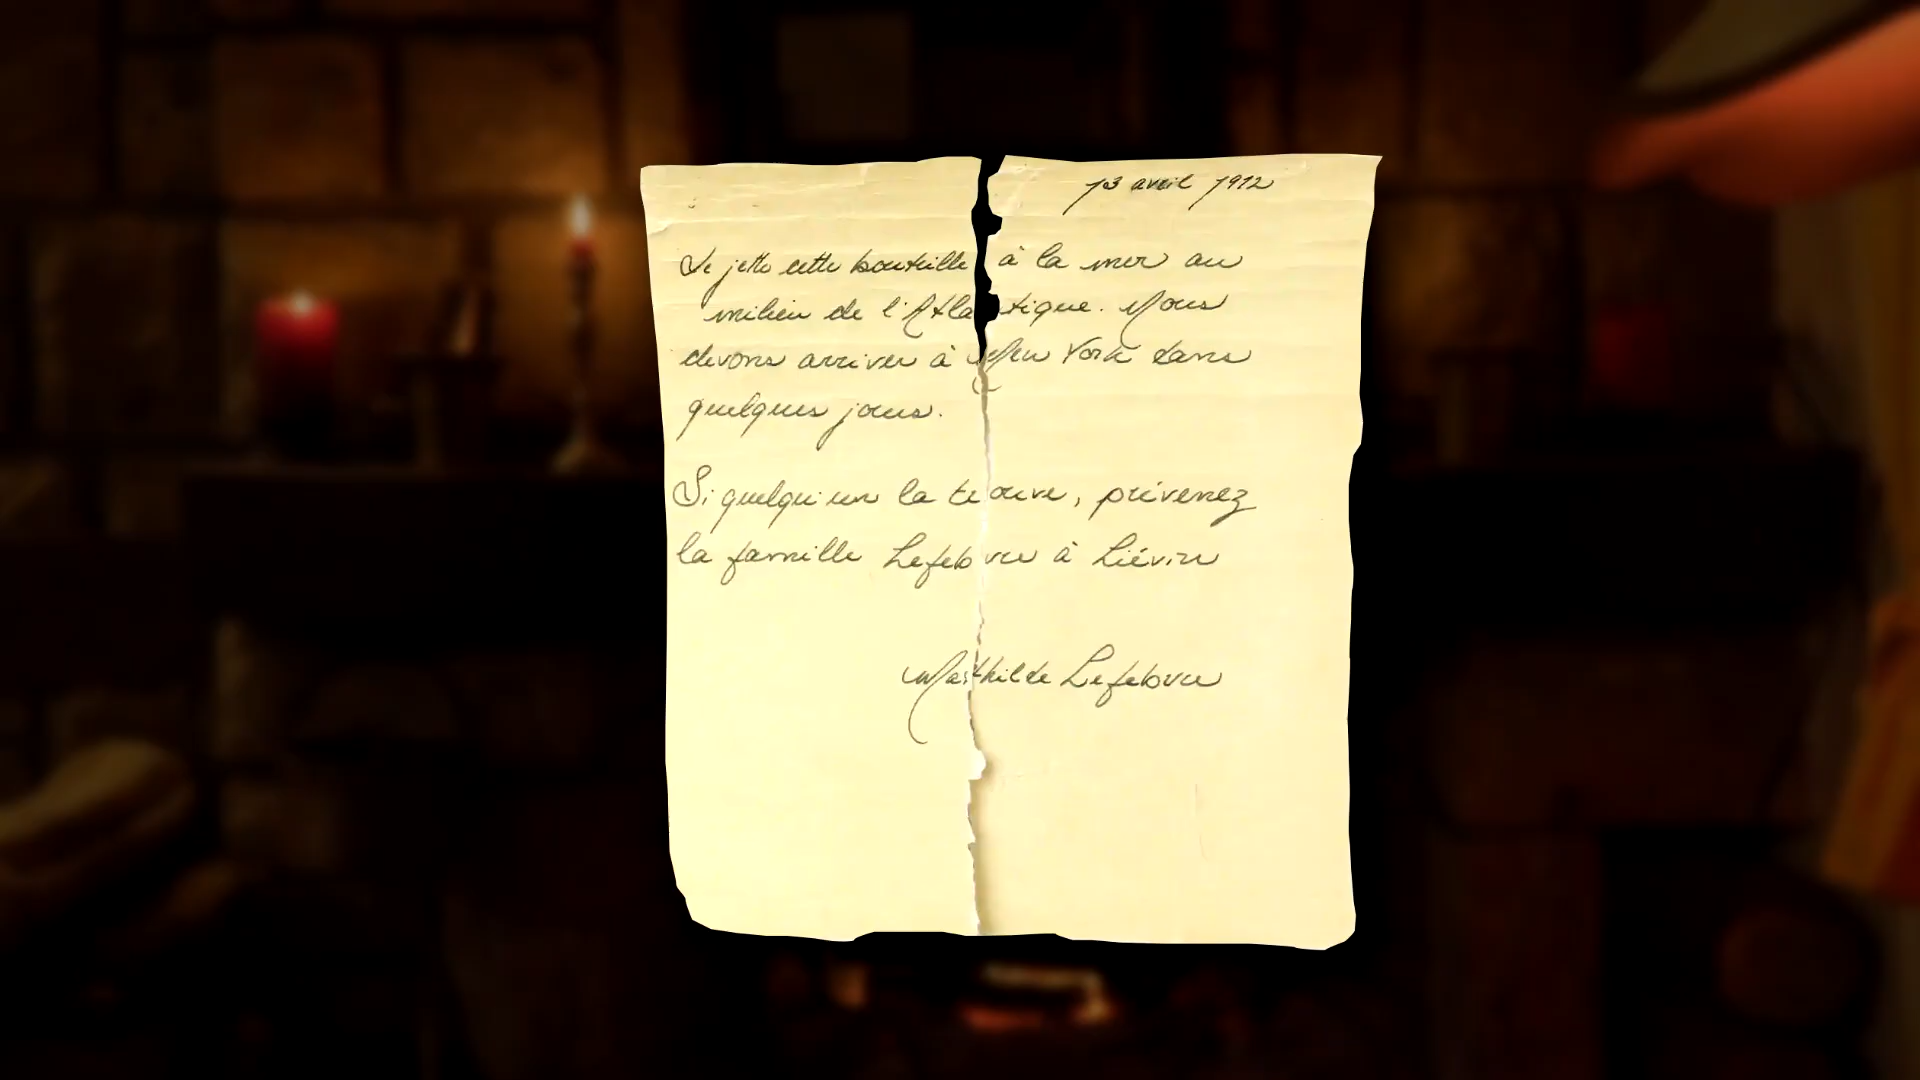 13 avril 1912
Je jette cette bouteille à la mer au
milieu de l'Atlantique. Nous
devons arriver à New York dans
quelques jours.
Si quelqu'un la trouve, prévenez
la famille Lefebvre à Liévin
Mathilde Lefebvre